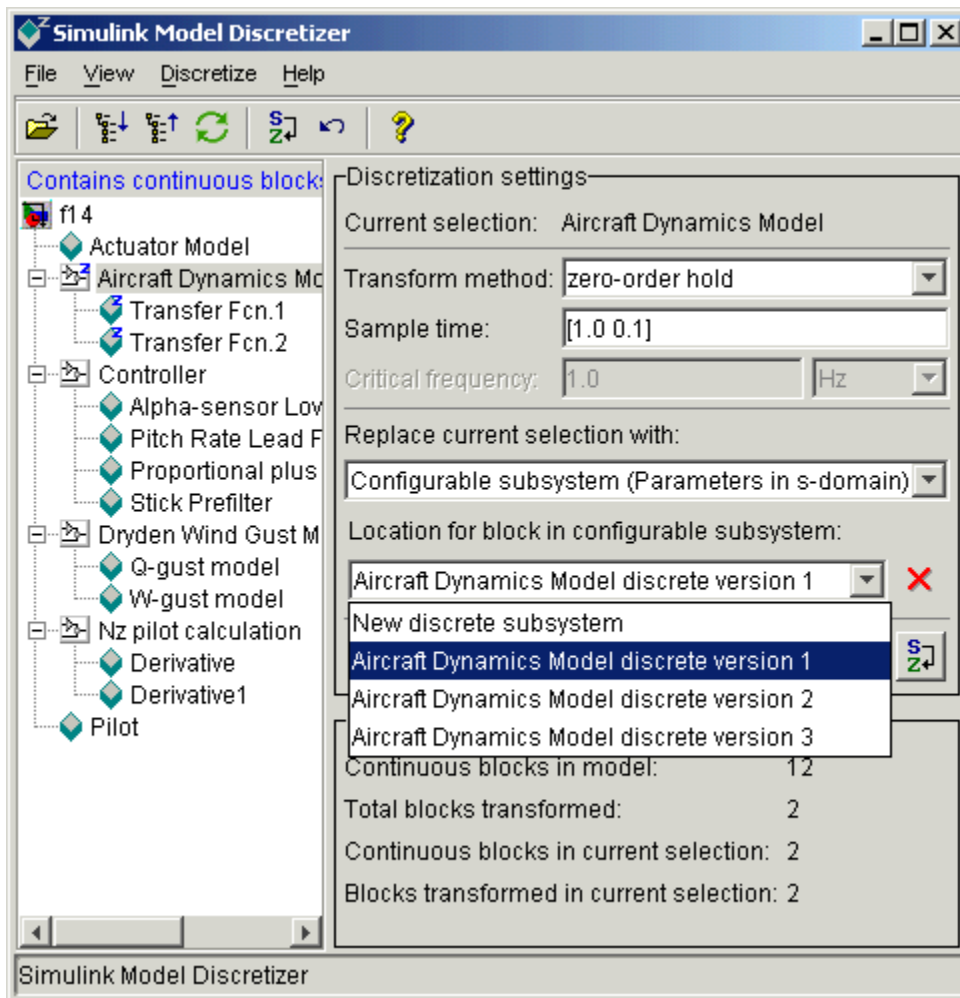 Simulink Model Discretizer
File View Discretize Help
Contains continuous block
f14
Actuator Model
Aircraft Dynamics Mo
Transfer Fcn.1
Transfer Fcn.2
Controller
Alpha-sensor Lov
Pitch Rate Lead F
Proportional plus
Stick Prefilter
Dryden Wind Gust M
Q-gust model
W-gust model
Nz pilot calculation
Derivative
Derivative1
Pilot
Discretization settings
Current selection: Aircraft Dynamics Model
Transform method: zero-order hold
Sample time: [1.0 0.1]
Critical frequency: 1.0 Hz
Replace current selection with:
Configurable subsystem (Parameters in s-domain)
Location for block in configurable subsystem:
Aircraft Dynamics Model discrete version 1
New discrete subsystem
Aircraft Dynamics Model discrete version 1
Aircraft Dynamics Model discrete version 2
Aircraft Dynamics Model discrete version 3
Continuous blocks in model: 12
Total blocks transformed: 2
Continuous blocks in current selection: 2
Blocks transformed in current selection: 2
Simulink Model Discretizer